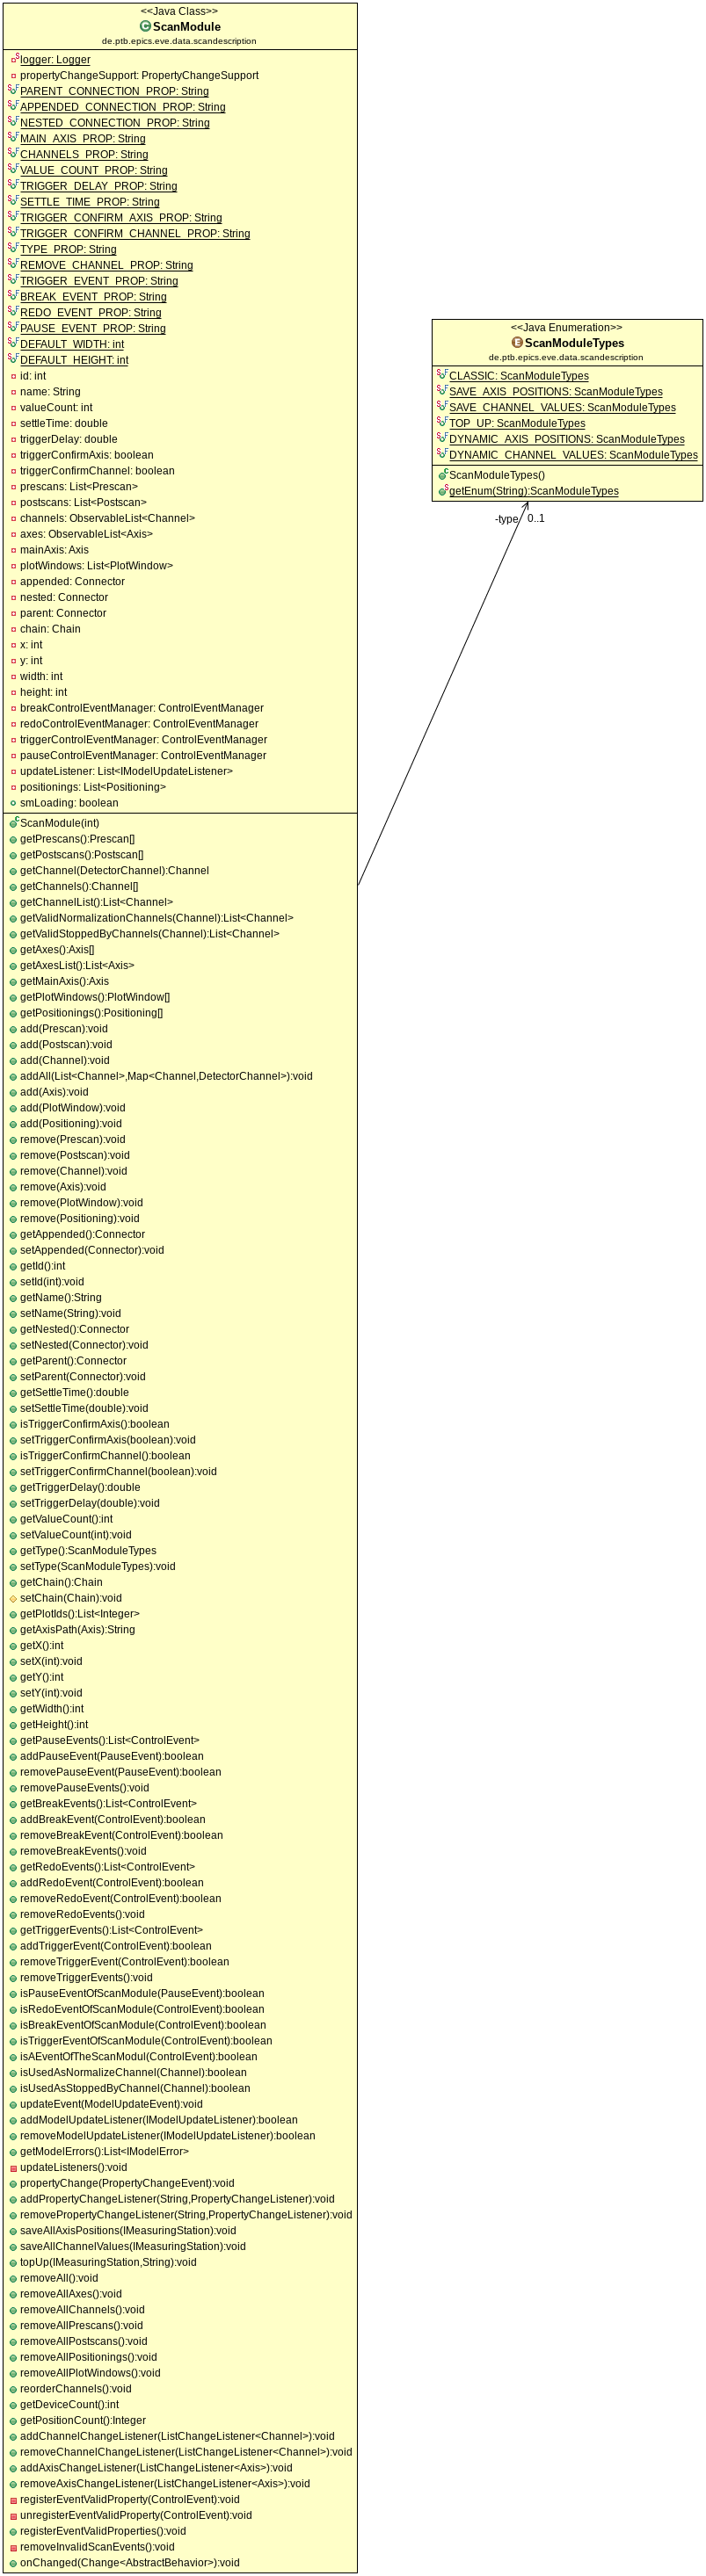 <<Java Class>>
ScanModule
de.ptb.epics.eve.data.scandescription
logger: Logger
propertyChangeSupport: PropertyChangeSupport
PARENT_CONNECTION_PROP: String
APPENDED_CONNECTION_PROP: String
NESTED_CONNECTION_PROP: String
MAIN_AXIS_PROP: String
CHANNELS_PROP: String
VALUE_COUNT_PROP: String
TRIGGER_DELAY_PROP: String
SETTLE_TIME_PROP: String
TRIGGER_CONFIRM_AXIS_PROP: String
TRIGGER_CONFIRM_CHANNEL_PROP: String
TYPE_PROP: String
REMOVE_CHANNEL_PROP: String
TRIGGER_EVENT_PROP: String
BREAK_EVENT_PROP: String
REDO_EVENT_PROP: String
PAUSE_EVENT_PROP: String
DEFAULT_WIDTH: int
DEFAULT_HEIGHT: int
id: int
name: String
valueCount: int
settleTime: double
triggerDelay: double
triggerConfirmAxis: boolean
triggerConfirmChannel: boolean
prescans: List<Prescan>
postscans: List<Postscan>
channels: ObservableList<Channel>
axes: ObservableList<Axis>
mainAxis: Axis
plotWindows: List<PlotWindow>
appended: Connector
nested: Connector
parent: Connector
chain: Chain
x: int
y: int
width: int
height: int
breakControlEventManager: ControlEventManager
redoControlEventManager: ControlEventManager
triggerControlEventManager: ControlEventManager
pauseControlEventManager: ControlEventManager
updateListener: List<IModelUpdateListener>
positionings: List<Positioning>
smLoading: boolean
ScanModule(int)
getPrescans():Prescan[]
getPostscans():Postscan[]
getChannel(DetectorChannel):Channel
getChannels():Channel[]
getChannelList():List<Channel>
getValidNormalizationChannels(Channel):List<Channel>
getValidStoppedByChannels(Channel):List<Channel>
getAxes():Axis[]
getAxesList():List<Axis>
getMainAxis():Axis
getPlotWindows():PlotWindow[]
getPositionings():Positioning[]
add(Prescan):void
add(Postscan):void
add(Channel):void
addAll(List<Channel>,Map<Channel,DetectorChannel>):void
add(Axis):void
add(PlotWindow):void
add(Positioning):void
remove(Prescan):void
remove(Postscan):void
remove(Channel):void
remove(Axis):void
remove(PlotWindow):void
remove(Positioning):void
getAppended():Connector
setAppended(Connector):void
getId():int
setId(int):void
getName():String
setName(String):void
getNested():Connector
setNested(Connector):void
getParent():Connector
setParent(Connector):void
getSettleTime():double
setSettleTime(double):void
isTriggerConfirmAxis():boolean
setTriggerConfirmAxis(boolean):void
isTriggerConfirmChannel():boolean
setTriggerConfirmChannel(boolean):void
getTriggerDelay():double
setTriggerDelay(double):void
getValueCount():int
setValueCount(int):void
getType():ScanModuleTypes
setType(ScanModuleTypes):void
getChain():Chain
setChain(Chain):void
getPlotIds():List<Integer>
getAxisPath(Axis):String
getX():int
setX(int):void
getY():int
setY(int):void
getWidth():int
getHeight():int
getPauseEvents():List<ControlEvent>
addPauseEvent(PauseEvent):boolean
removePauseEvent(PauseEvent):boolean
removePauseEvents():void
getBreakEvents():List<ControlEvent>
addBreakEvent(ControlEvent):boolean
removeBreakEvent(ControlEvent):boolean
removeBreakEvents():void
getRedoEvents():List<ControlEvent>
addRedoEvent(ControlEvent):boolean
removeRedoEvent(ControlEvent):boolean
removeRedoEvents():void
getTriggerEvents():List<ControlEvent>
addTriggerEvent(ControlEvent):boolean
removeTriggerEvent(ControlEvent):boolean
removeTriggerEvents():void
isPauseEventOfScanModule(PauseEvent):boolean
isRedoEventOfScanModule(ControlEvent):boolean
isBreakEventOfScanModule(ControlEvent):boolean
isTriggerEventOfScanModule(ControlEvent):boolean
isAEventOfTheScanModul(ControlEvent):boolean
isUsedAsNormalizeChannel(Channel):boolean
isUsedAsStoppedByChannel(Channel):boolean
updateEvent(ModelUpdateEvent):void
addModelUpdateListener(IModelUpdateListener):boolean
removeModelUpdateListener(IModelUpdateListener):boolean
getModelErrors():List<IModelError>
updateListeners():void
propertyChange(PropertyChangeEvent):void
addPropertyChangeListener(String,PropertyChangeListener):void
removePropertyChangeListener(String,PropertyChangeListener):void
saveAllAxisPositions(IMeasuringStation):void
saveAllChannelValues(IMeasuringStation):void
topUp(IMeasuringStation,String):void
removeAll():void
removeAllAxes():void
removeAllChannels():void
removeAllPrescans():void
removeAllPostscans():void
removeAllPositionings():void
removeAllPlotWindows():void
reorderChannels():void
getDeviceCount():int
getPositionCount():Integer
addChannelChangeListener(ListChangeListener<Channel>):void
removeChannelChangeListener(ListChangeListener<Channel>):void
addAxisChangeListener(ListChangeListener<Axis>):void
removeAxisChangeListener(ListChangeListener<Axis>):void
registerEventValidProperty(ControlEvent):void
unregisterEventValidProperty(ControlEvent):void
registerEventValidProperties():void
removeInvalidScanEvents():void
onChanged(Change<AbstractBehavior>):void
<<Java Enumeration>>
ScanModuleTypes
de.ptb.epics.eve.data.scandescription
CLASSIC: ScanModuleTypes
SAVE_AXIS_POSITIONS: ScanModuleTypes
SAVE_CHANNEL_VALUES: ScanModuleTypes
TOP_UP: ScanModuleTypes
DYNAMIC_AXIS_POSITIONS: ScanModuleTypes
DYNAMIC_CHANNEL_VALUES: ScanModuleTypes
ScanModuleTypes()
getEnum(String):ScanModuleTypes
-type 0..1